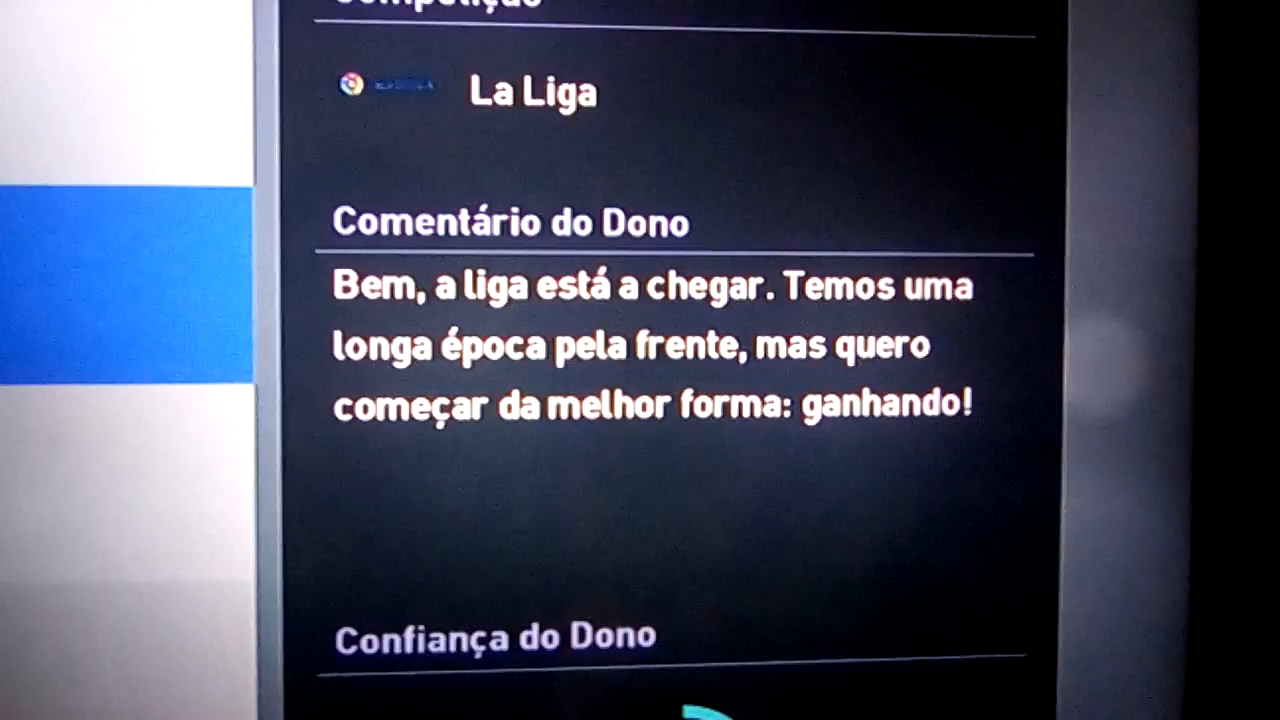 Competição
La Liga
Comentário do Dono
Bem, a liga está a chegar. Temos uma
longa época pela frente, mas quero
começar da melhor forma: ganhando!
Confiança do Dono